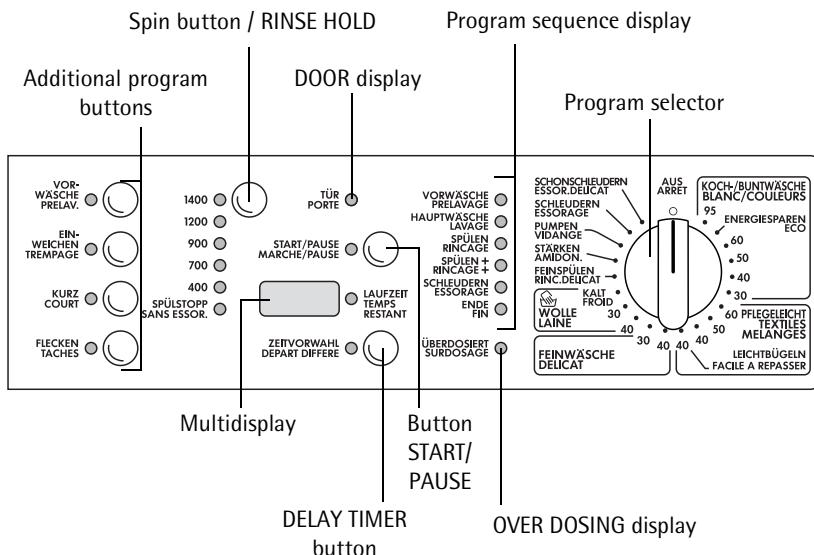 Spin button / RINSE HOLD
Program sequence display
Additional program
buttons
DOOR display
Program selector
VOR-
WÄSCHE
PRELAV.
EIN-
WEICHEN
TREMPAGE
KURZ
COURT
FLECKEN
TACHES
1400
1200
900
700
400
SPÜLSTOPP
SANS ESSOR.
TÜR
PORTE
START/PAUSE
MARCHE/PAUSE
LAUFZEIT
TEMPS
RESTANT
ZEITVORWAHL
DEPART DIFFERE
VORWÄSCHE
PRELAVAGE
HAUPTWÄSCHE
LAVAGE
SPÜLEN
RINCAGE
SPÜLEN +
RINCAGE +
SCHLEUDERN
ESSORAGE
ENDE
FIN
ÜBERDOSIERT
SURDOSAGE
SCHONSCHLEUDERN
ESSOR.DELICAT
SCHLEUDERN
ESSORAGE
PUMPEN
VIDANGE
STÄRKEN
AMIDON.
FEINSPÜLEN
RINC.DELICAT
KALT
FROID
WOLLE
LAINE
30
40
FEINWÄSCHE
DELICAT
30
40
40
AUS
ARRET
KOCH-/BUNTWÄSCHE
BLANC/COULEURS
95
ENERGIESPAREN
ECO
60
50
40
30
60
PFLEGELEICHT
TEXTILES
MELANGES
50
40
40
LEICHTBÜGELN
FACILE A REPASSER
Multidisplay
Button
START/
PAUSE
DELAY TIMER
button
OVER DOSING display